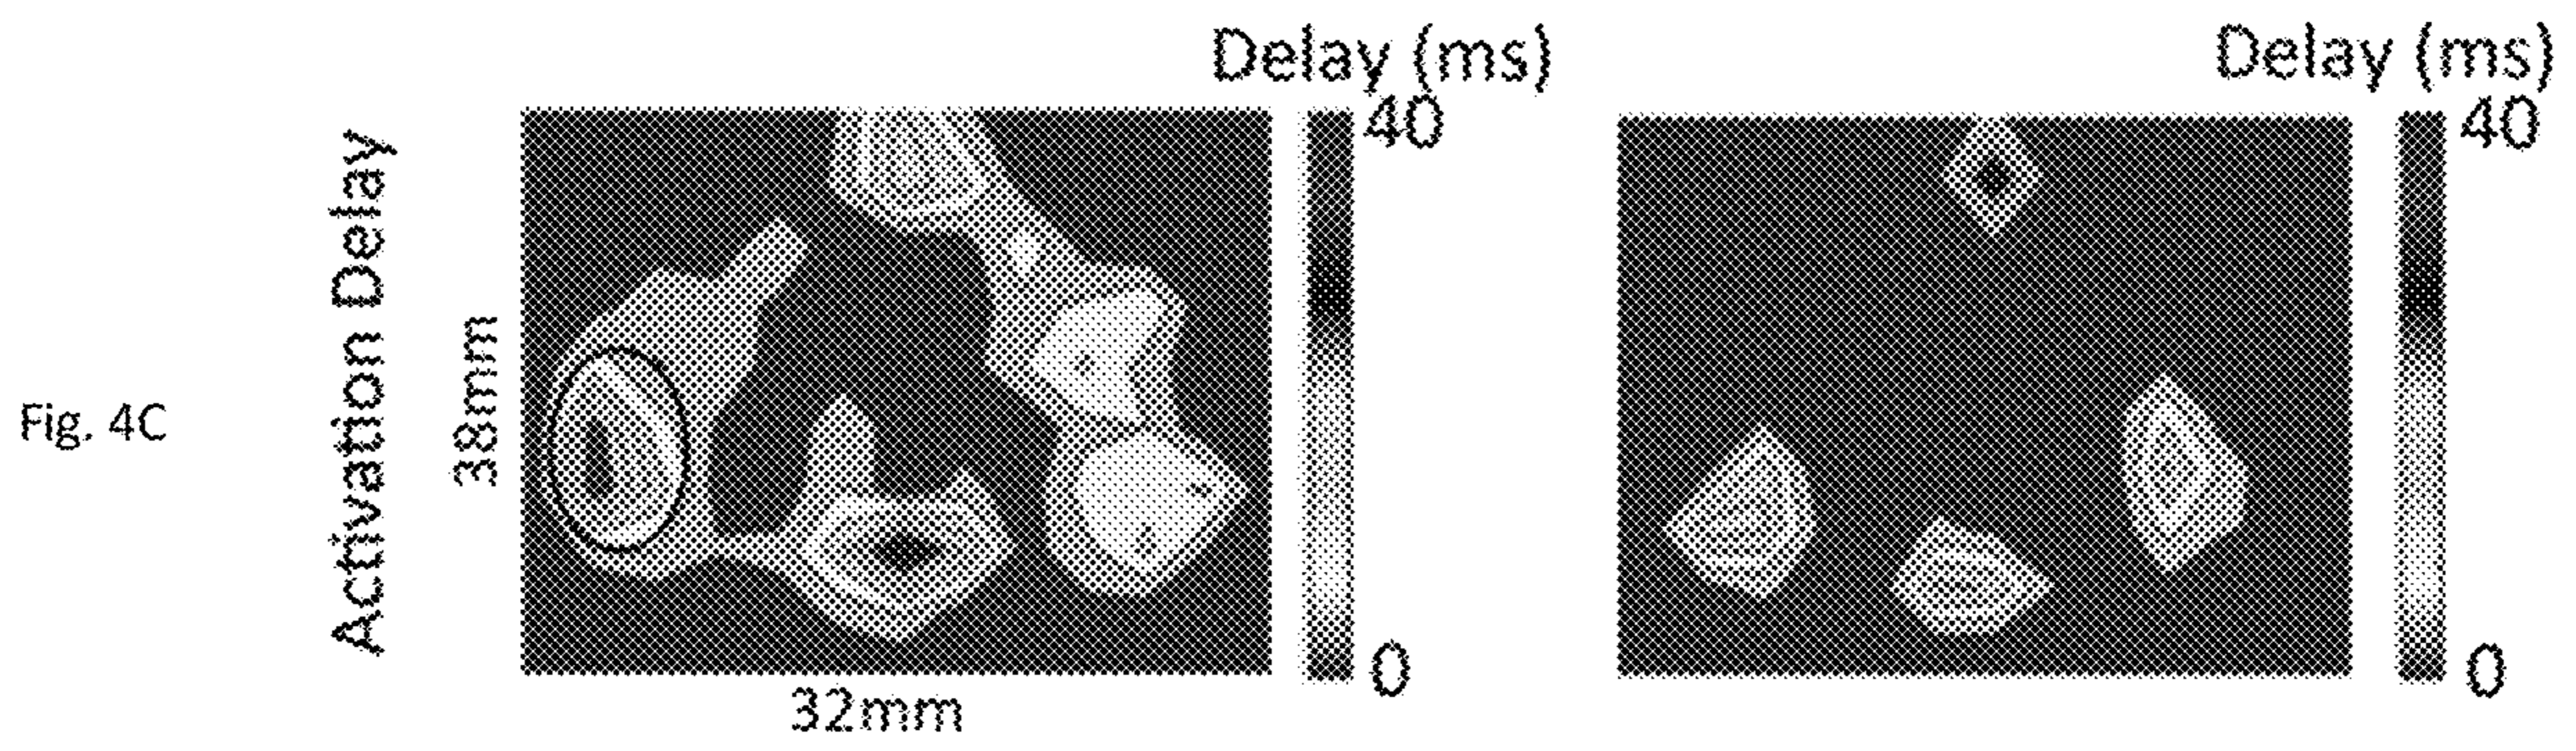 Fig. 4C
Activation Delay
38mm
32mm
Delay (ms)
40
0
Delay (ms)
40
0